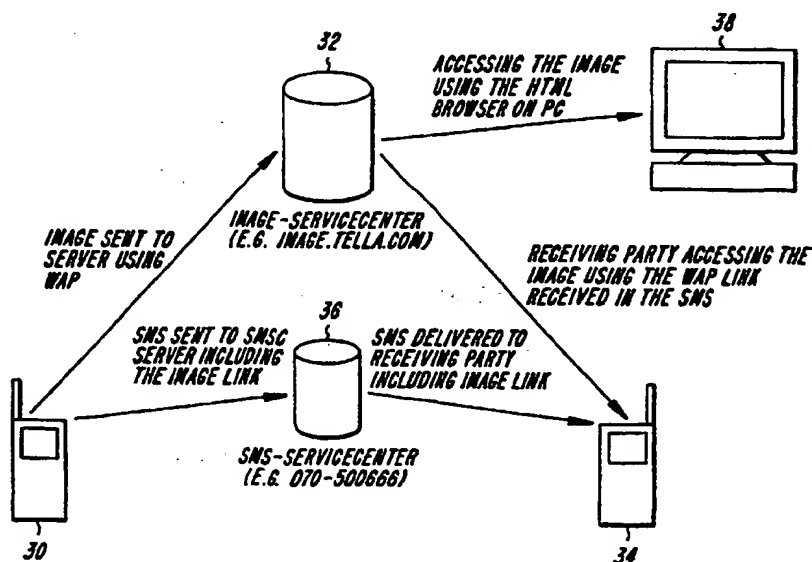 32
38
ACCESSING THE IMAGE
USING THE HTML
BROWSER ON PC
IMAGE-SERVICECENTER
(E.G. IMAGE.TELLA.COM)
IMAGE SENT TO
SERVER USING
WAP
RECEIVING PARTY ACCESSING THE
IMAGE USING THE WAP LINK
RECEIVED IN THE SMS
36
SMS SENT TO SMSC
SERVER INCLUDING
THE IMAGE LINK
SMS DELIVERED TO
RECEIVING PARTY
INCLUDING IMAGE LINK
SMS-SERVICECENTER
(E.G. 070-500666)
30
34